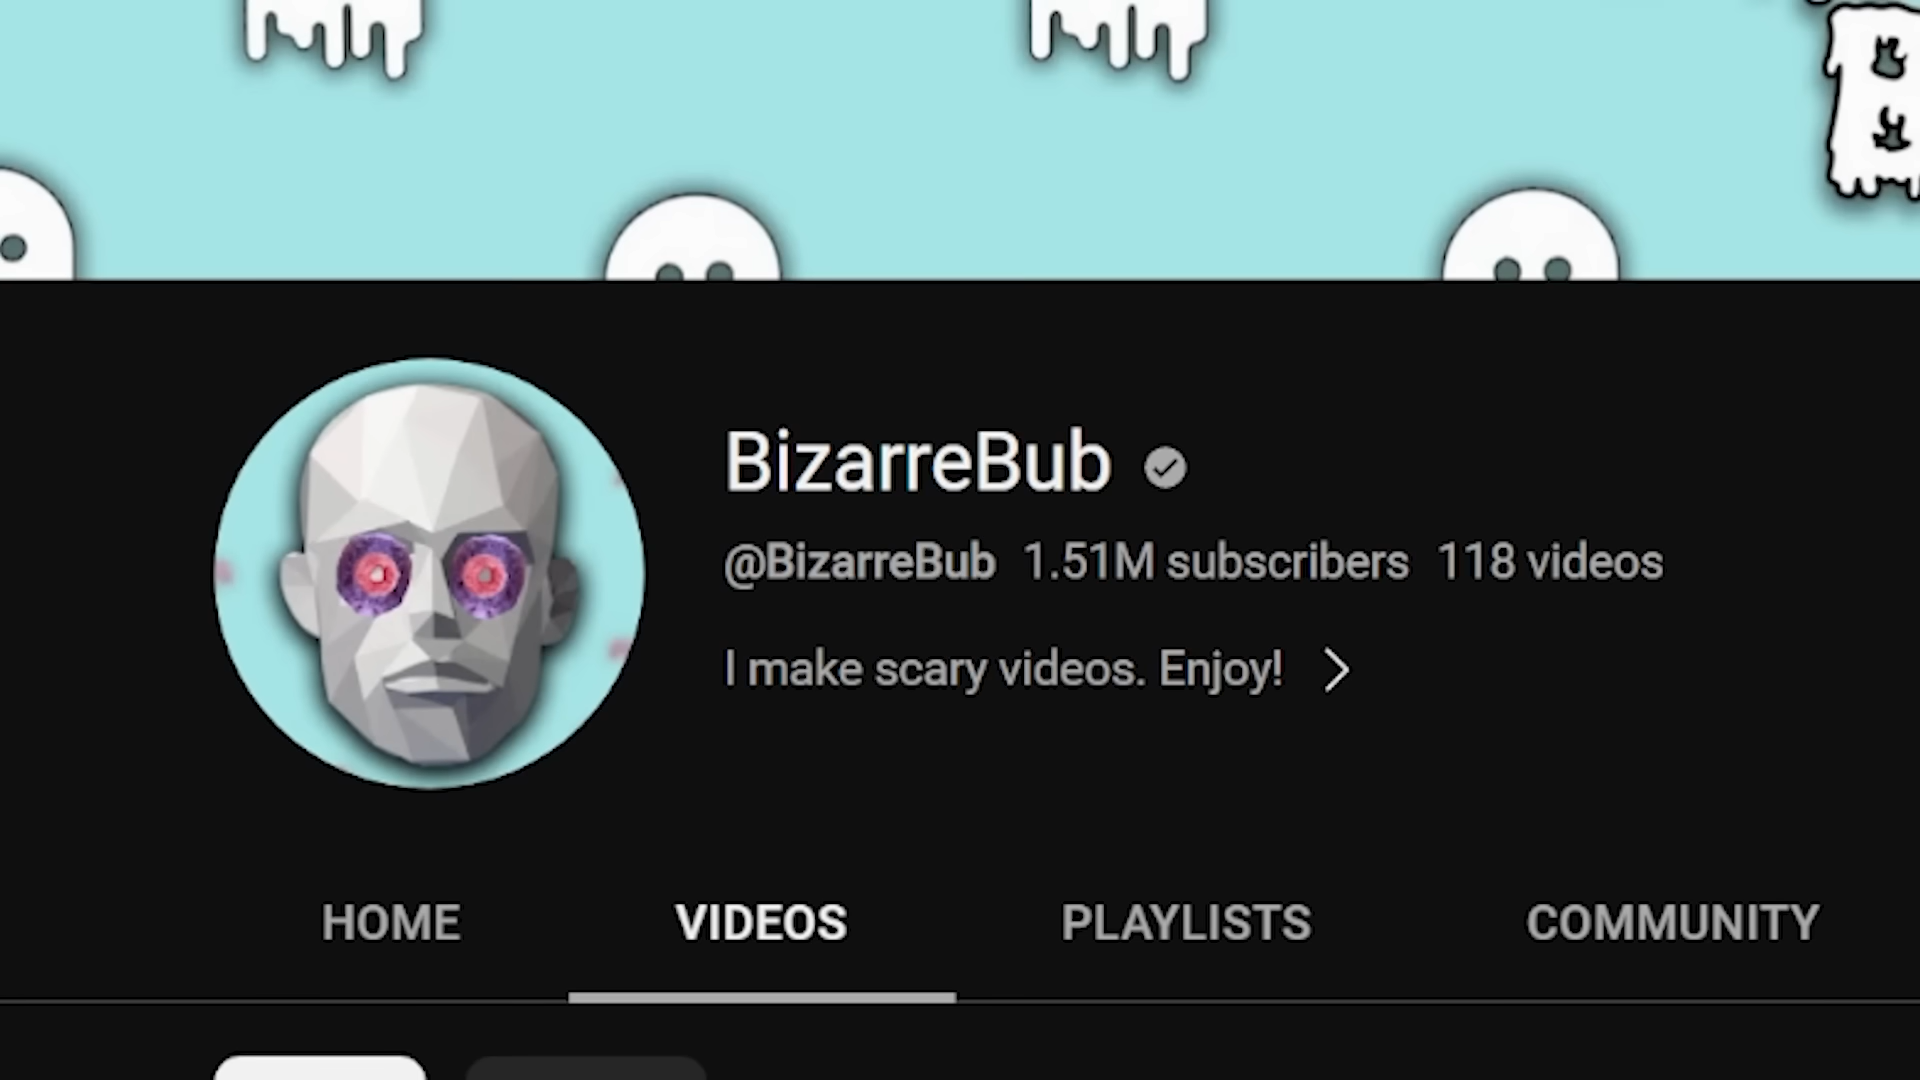 BizarreBub
@BizarreBub 1.51M subscribers 118 videos
I make scary videos. Enjoy!
HOME VIDEOS PLAYLISTS COMMUNITY